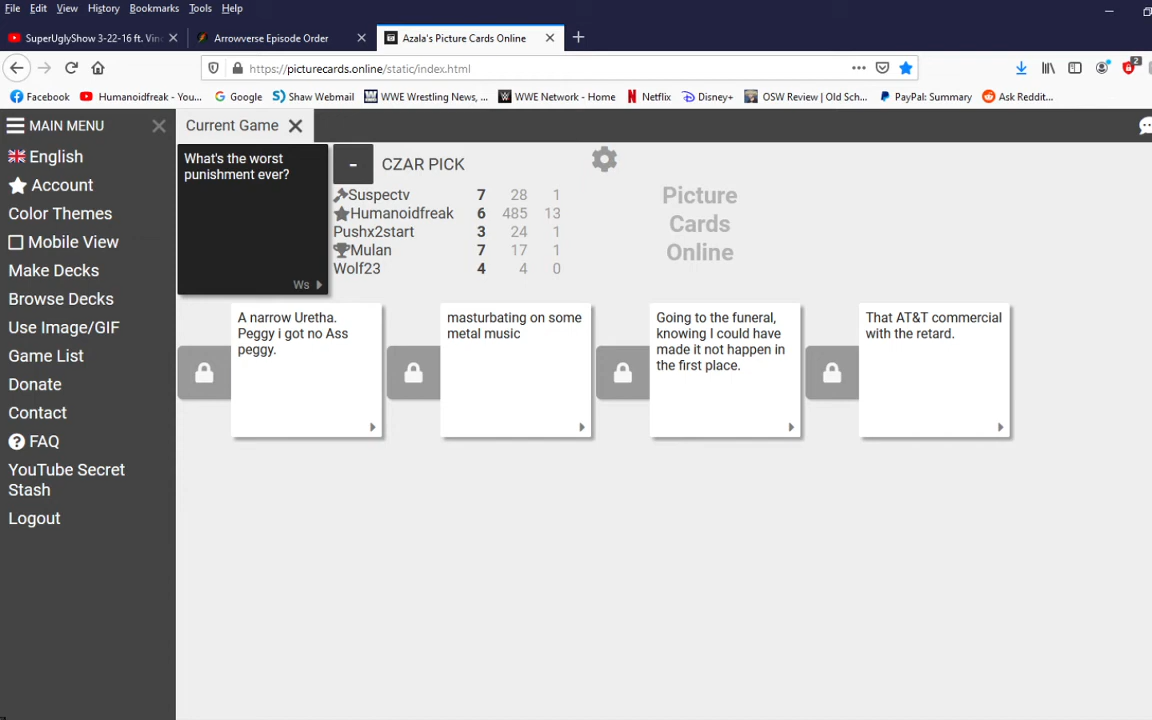 File Edit View History Bookmarks Tools Help
SuperUglyShow 3-22-16 ft. Vinc
Arrowverse Episode Order
Azala's Picture Cards Online
https://picturecards.online/static/index.html
2
Facebook Humanoidfreak - You... Google Shaw Webmail WWE Wrestling News, ... WWE Network - Home Netflix Disney+ OSW Review | Old Sch... PayPal: Summary Ask Reddit...
MAIN MENU
Current Game
English
Account
Color Themes
Mobile View
Make Decks
Browse Decks
Use Image/GIF
Game List
Donate
Contact
FAQ
YouTube Secret
Stash
Logout
What's the worst
punishment ever?
Ws
- CZAR PICK
Suspectv 7 28 1
Humanoidfreak 6 485 13
Pushx2start 3 24 1
Mulan 7 17 1
Wolf23 4 4 0
Picture
Cards
Online
A narrow Uretha.
Peggy i got no Ass
peggy.
masturbating on some
metal music
Going to the funeral,
knowing I could have
made it not happen in
the first place.
That AT&T commercial
with the retard.